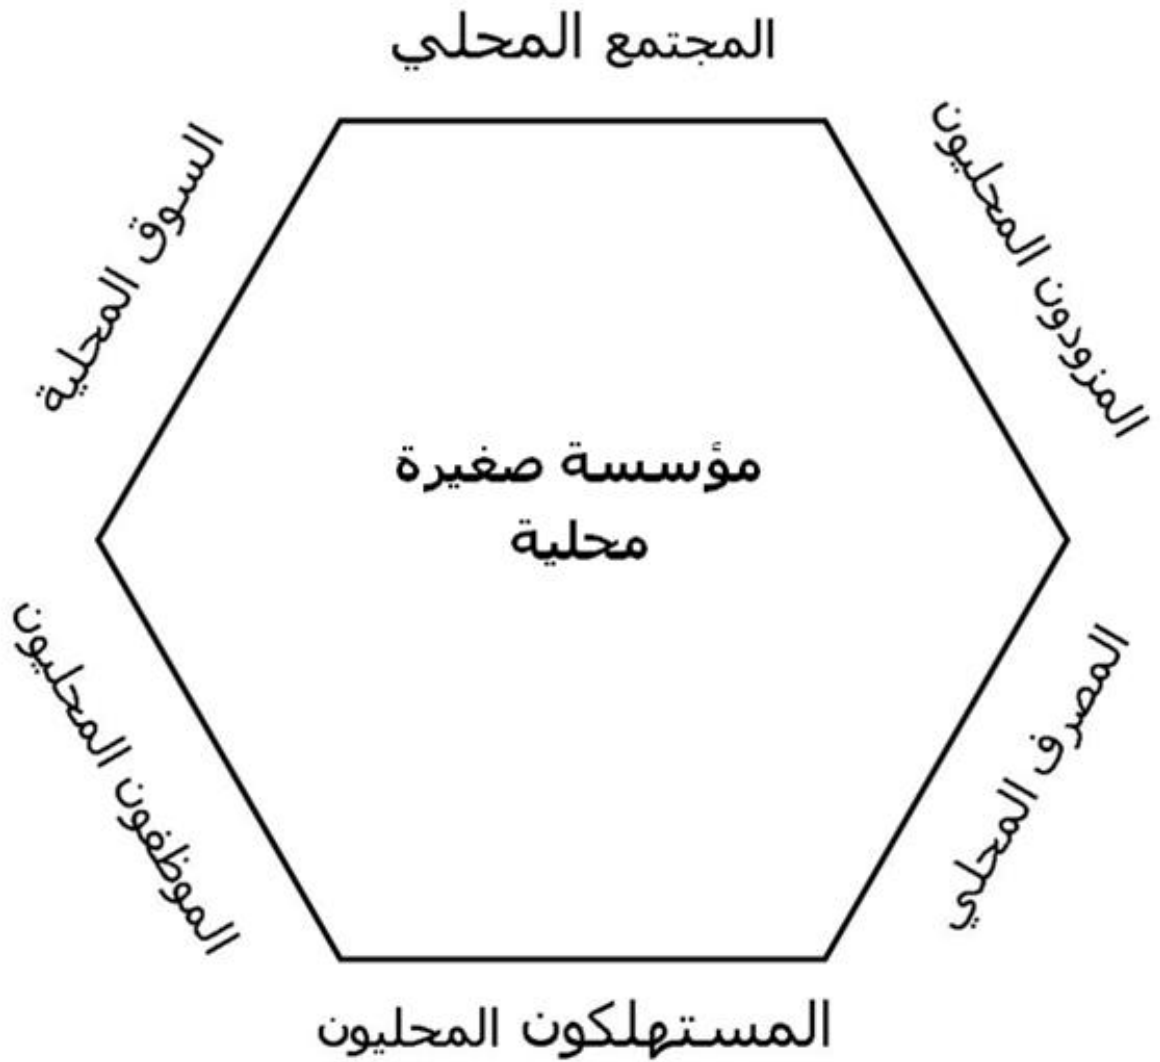 المجتمع المحلي
المزودون المحليون
السوق المحلية
مؤسسة صغيرة
محلية
المصرف المحلي
الموظفون المحليون
المستهلكون المحليون